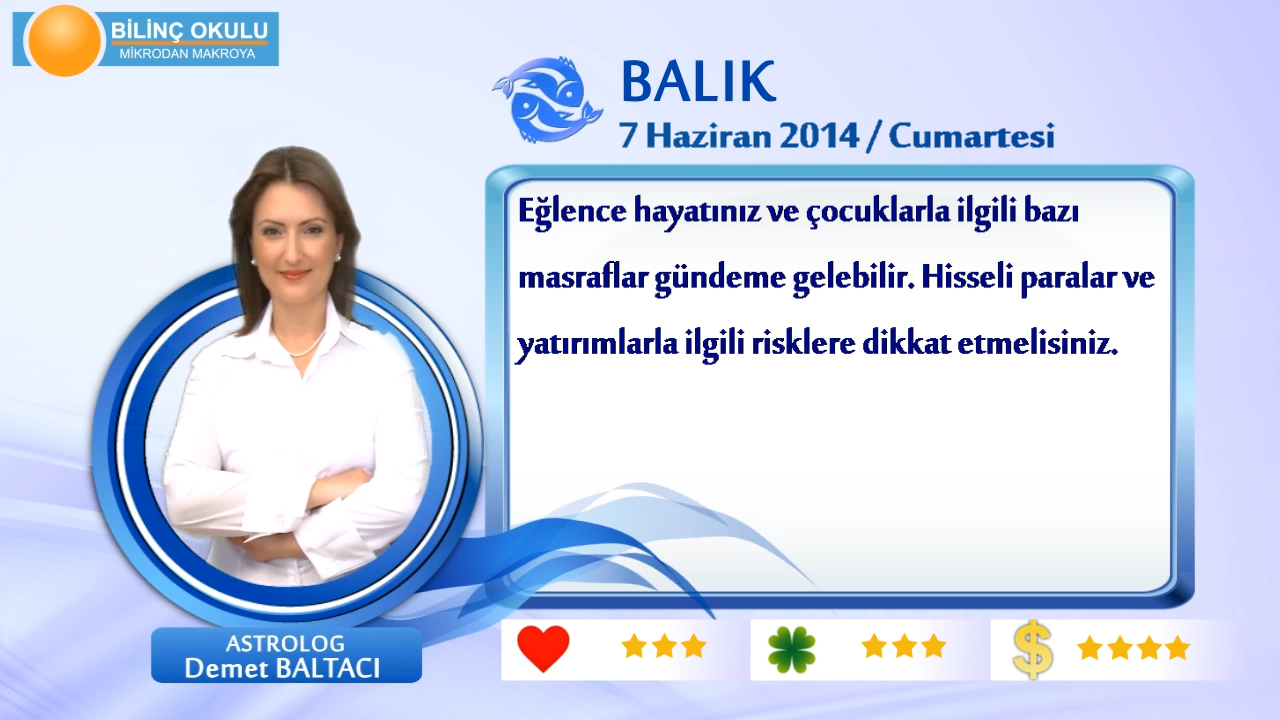 BİLİNÇ OKULU
MİKRODAN MAKROYA
BALIK
7 Haziran 2014 / Cumartesi
Eğlence hayatınız ve çocuklarla ilgili bazı
masraflar gündeme gelebilir. Hisseli paralar ve
yatırımlarla ilgili risklere dikkat etmelisiniz.
ASTROLOG
Demet BALTACI